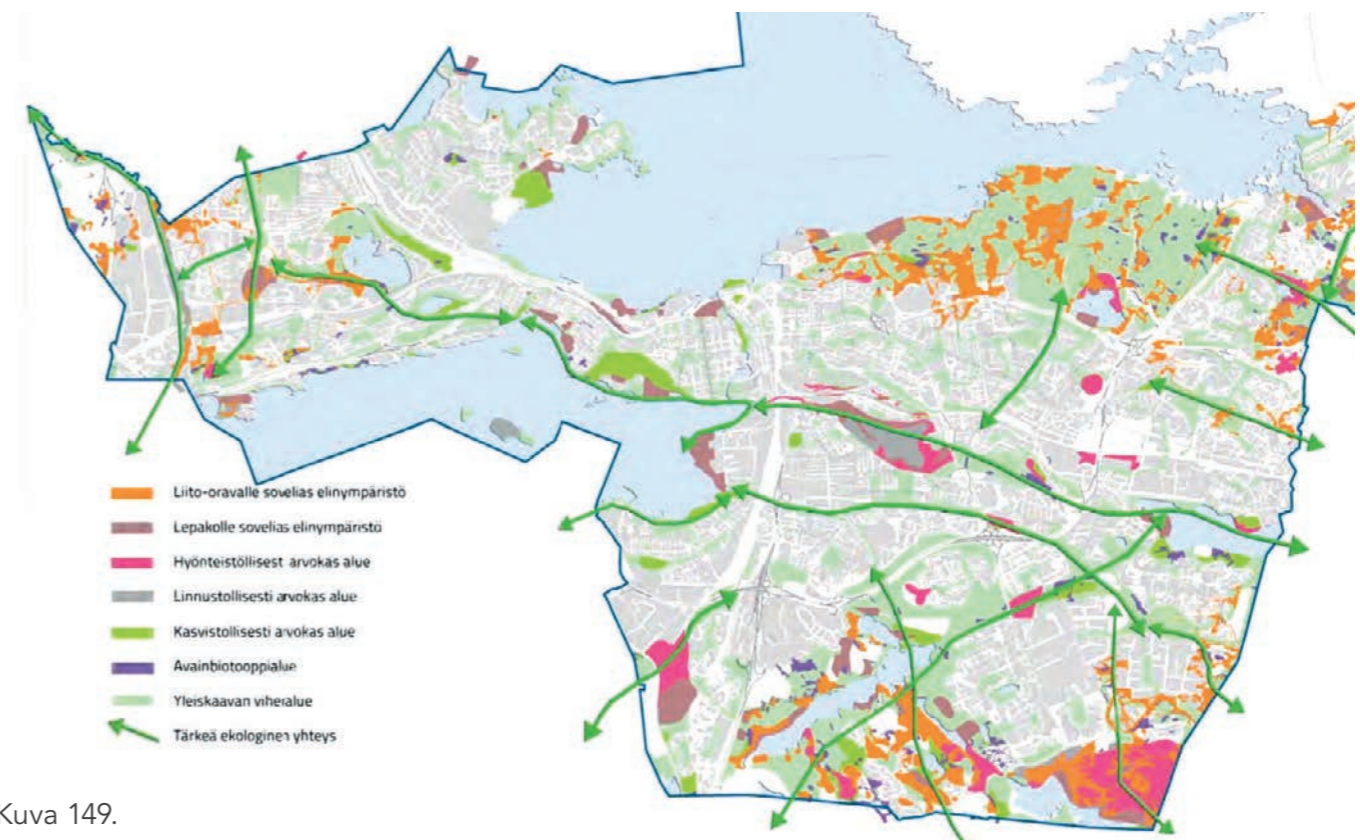 Liito-oravalle sovelias elinympäristö
Lepakolle sovelias elinympäristö
Hyönteistöllisest arvokas alue
Linnustollisesti arvokas alue
Kasvistollisesti arvokas alue
Avainbiotooppialue
Yleiskaavan viheralue
Tärkeä ekologinen yhteys
Kuva 149.